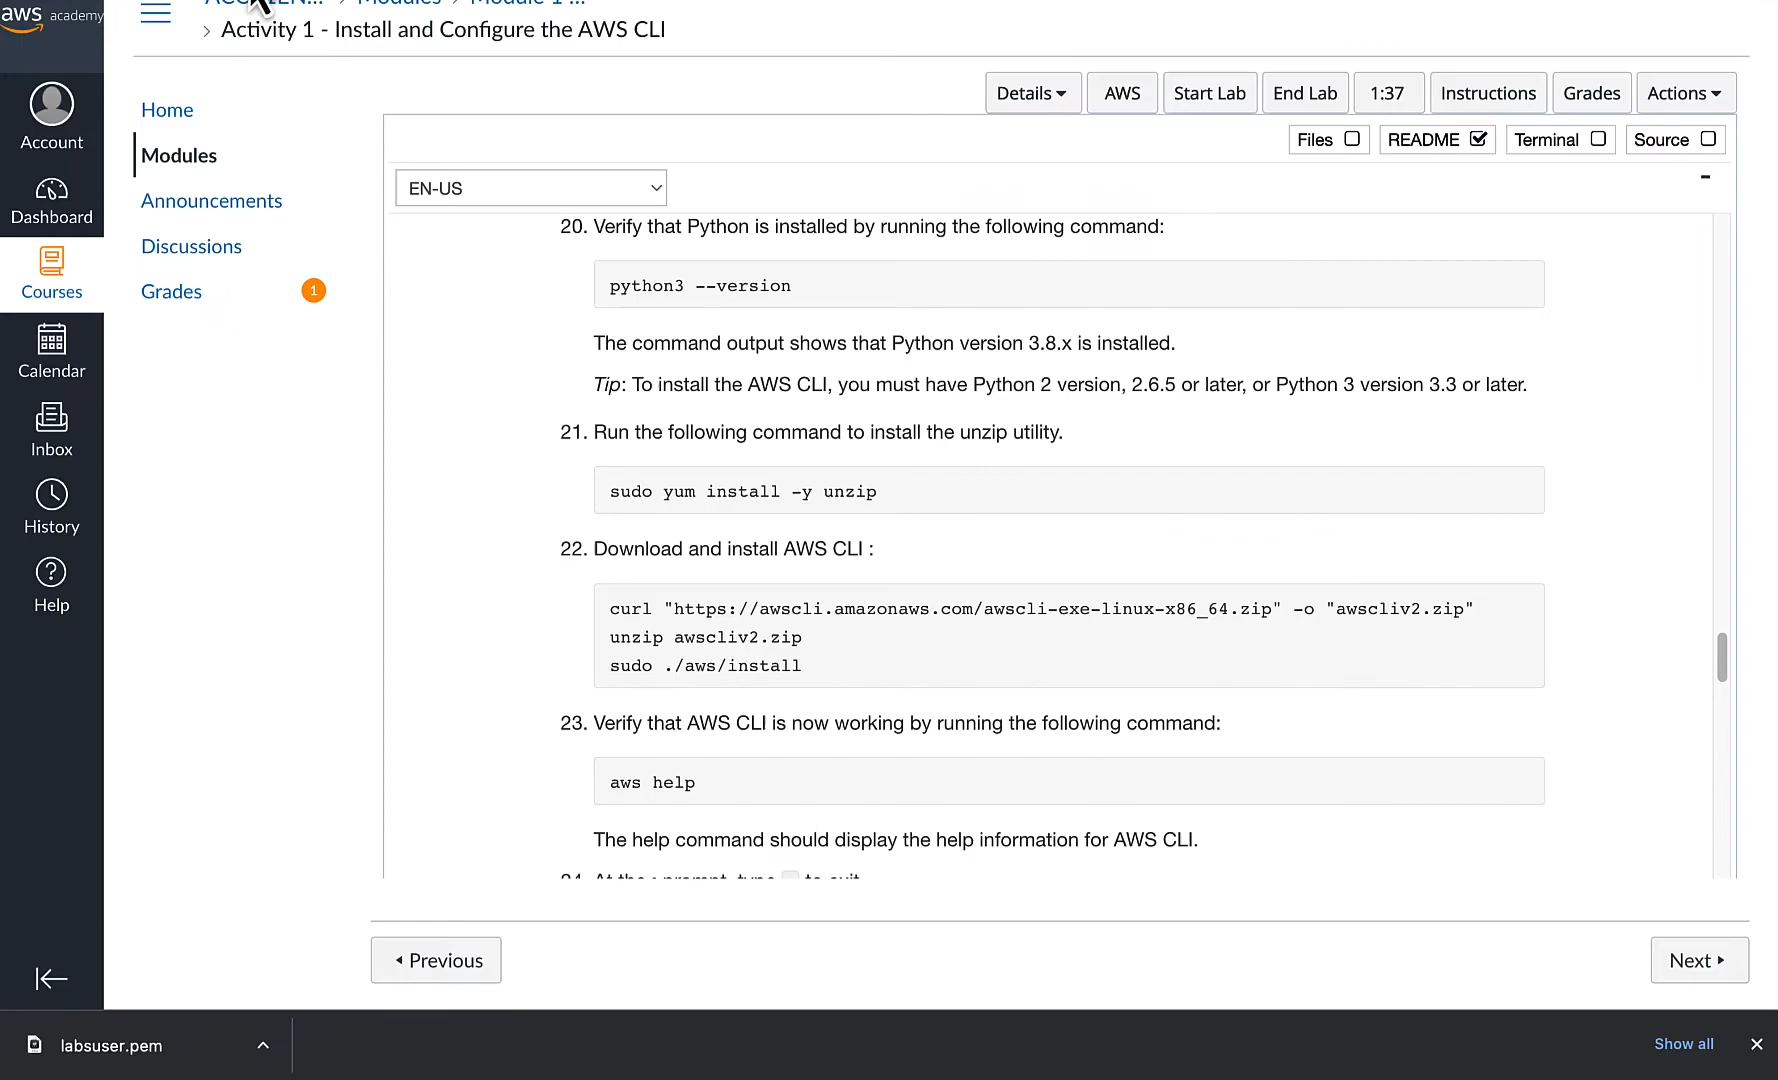 aws academy
Modules
> Activity 1 - Install and Configure the AWS CLI
Account
Dashboard
Courses
Calendar
Inbox
History
Help
Home
Modules
Announcements
Discussions
Grades 1
Details AWS Start Lab End Lab 1:37 Instructions Grades Actions
Files README Terminal Source
EN-US
20. Verify that Python is installed by running the following command:
python3 --version
The command output shows that Python version 3.8.x is installed.
Tip: To install the AWS CLI, you must have Python 2 version, 2.6.5 or later, or Python 3 version 3.3 or later.
21. Run the following command to install the unzip utility.
sudo yum install -y unzip
22. Download and install AWS CLI :
curl "https://awscli.amazonaws.com/awscli-exe-linux-x86_64.zip" -o "awscliv2.zip"
unzip awscliv2.zip
sudo ./aws/install
23. Verify that AWS CLI is now working by running the following command:
aws help
The help command should display the help information for AWS CLI.
Previous
Next
labsuser.pem
Show all